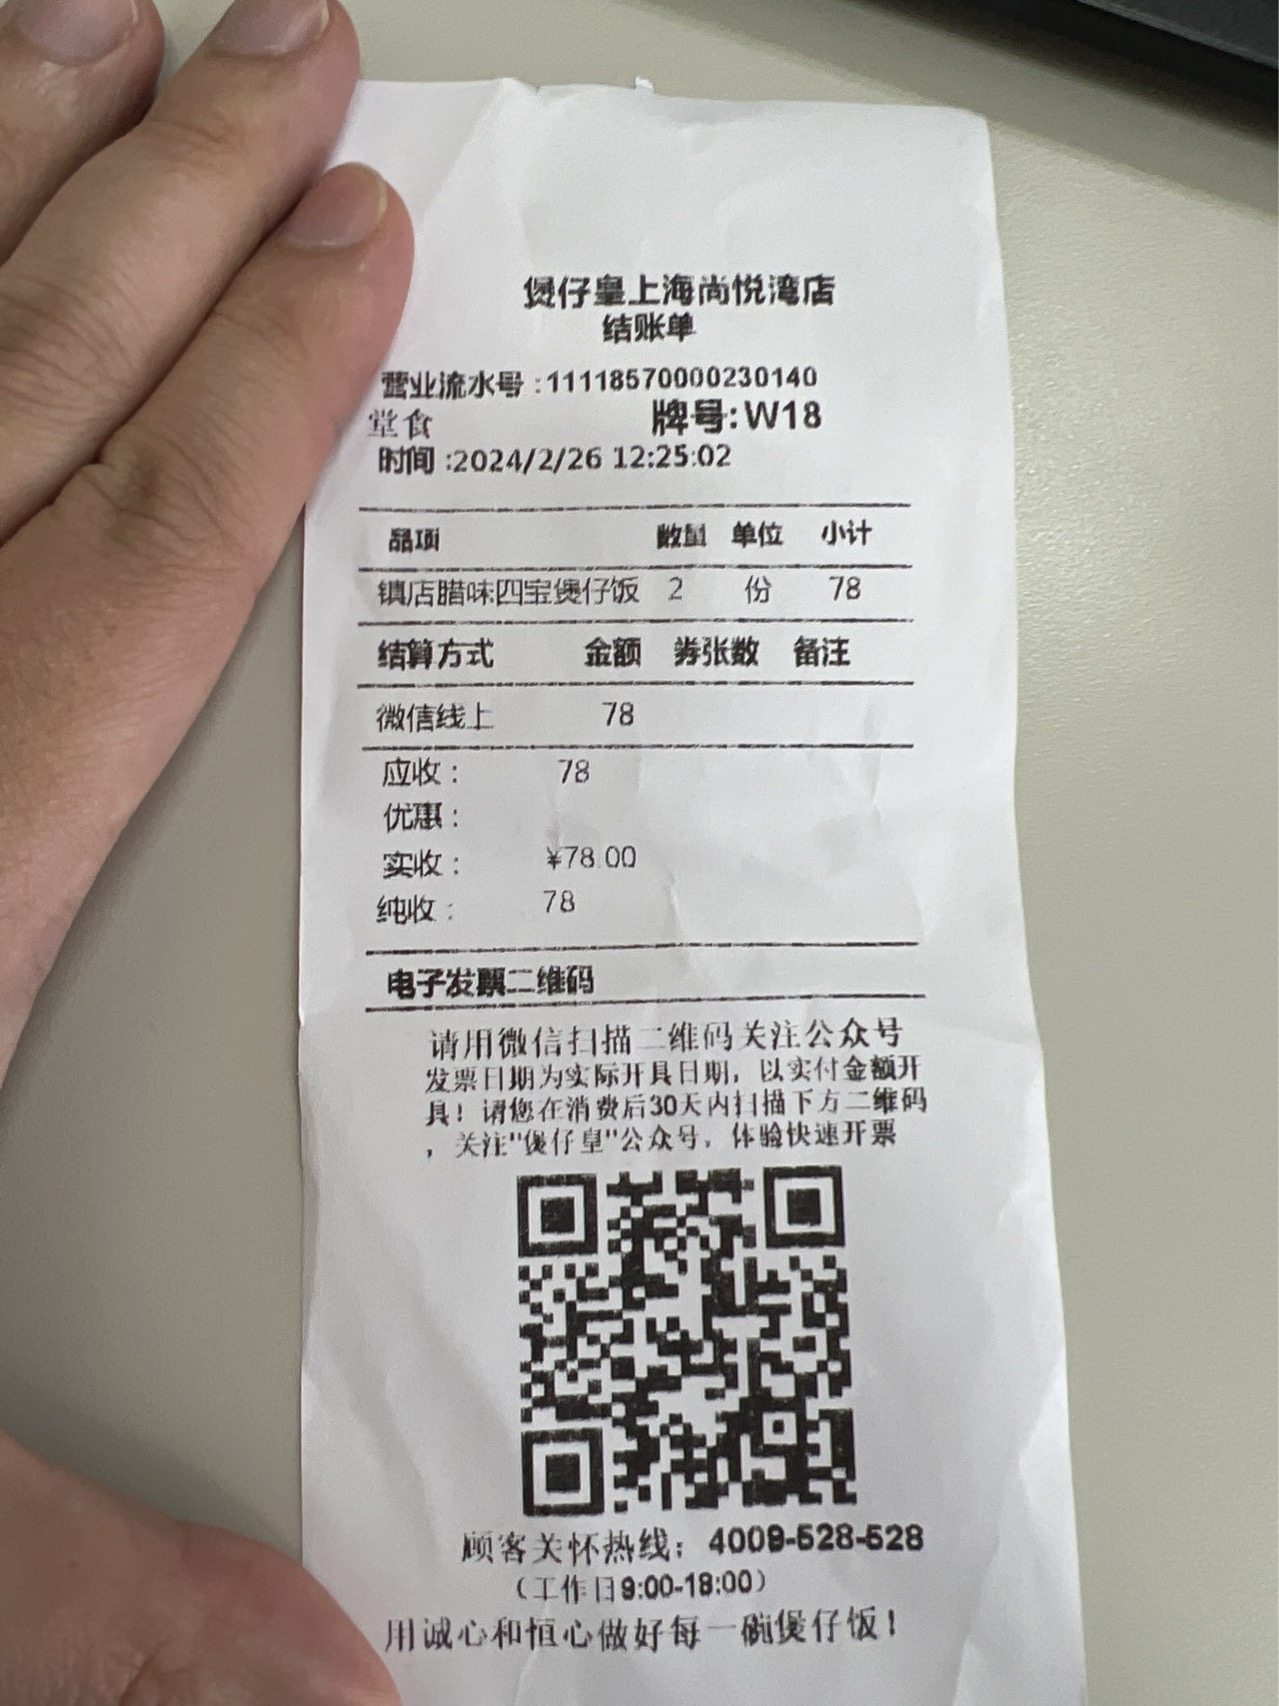 煲仔皇上海尚悦湾店
结账单
营业流水号:11118570000230140
堂食 牌号:W18
时间:2024/2/26 12:25:02
品项 数量 单位 小计
镇店腊味四宝煲仔饭 2 份 78
结算方式 金额 券张数 备注
微信线上 78
应收: 78
优惠:
实收: ¥78.00
纯收: 78
电子发票二维码
请用微信扫描二维码关注公众号
发票日期为实际开具日期，以实付金额开
具！请您在消费后30天内扫描下方二维码
，关注"煲仔皇"公众号，体验快速开票
顾客关怀热线：4009-528-528
（工作日9:00-18:00）
用诚心和恒心做好每一碗煲仔饭！